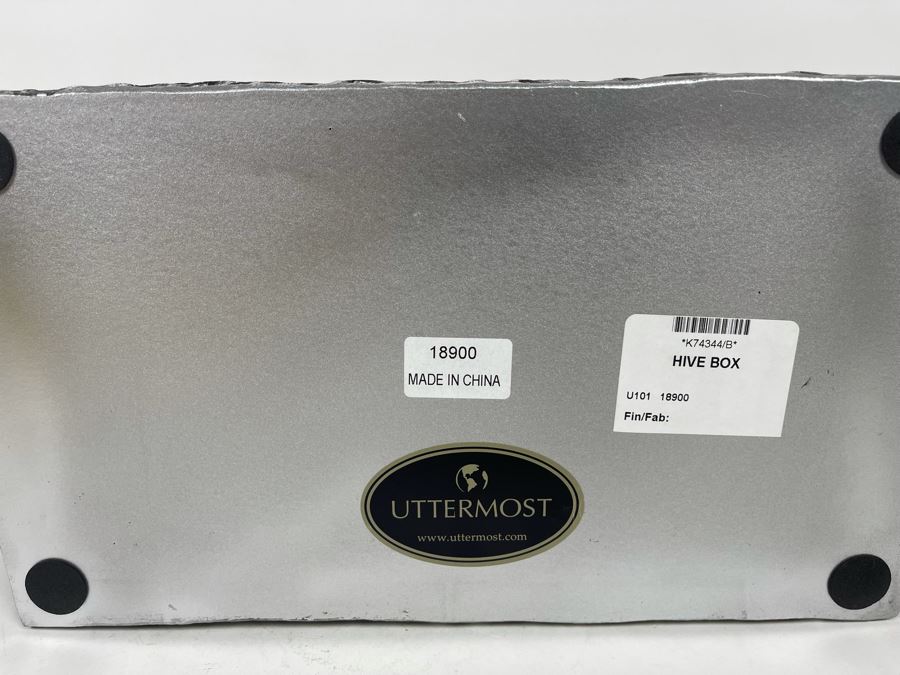 18900
MADE IN CHINA
*K74344/B*
HIVE BOX
U101 18900
Fin/Fab:
UTTERMOST
www.uttermost.com